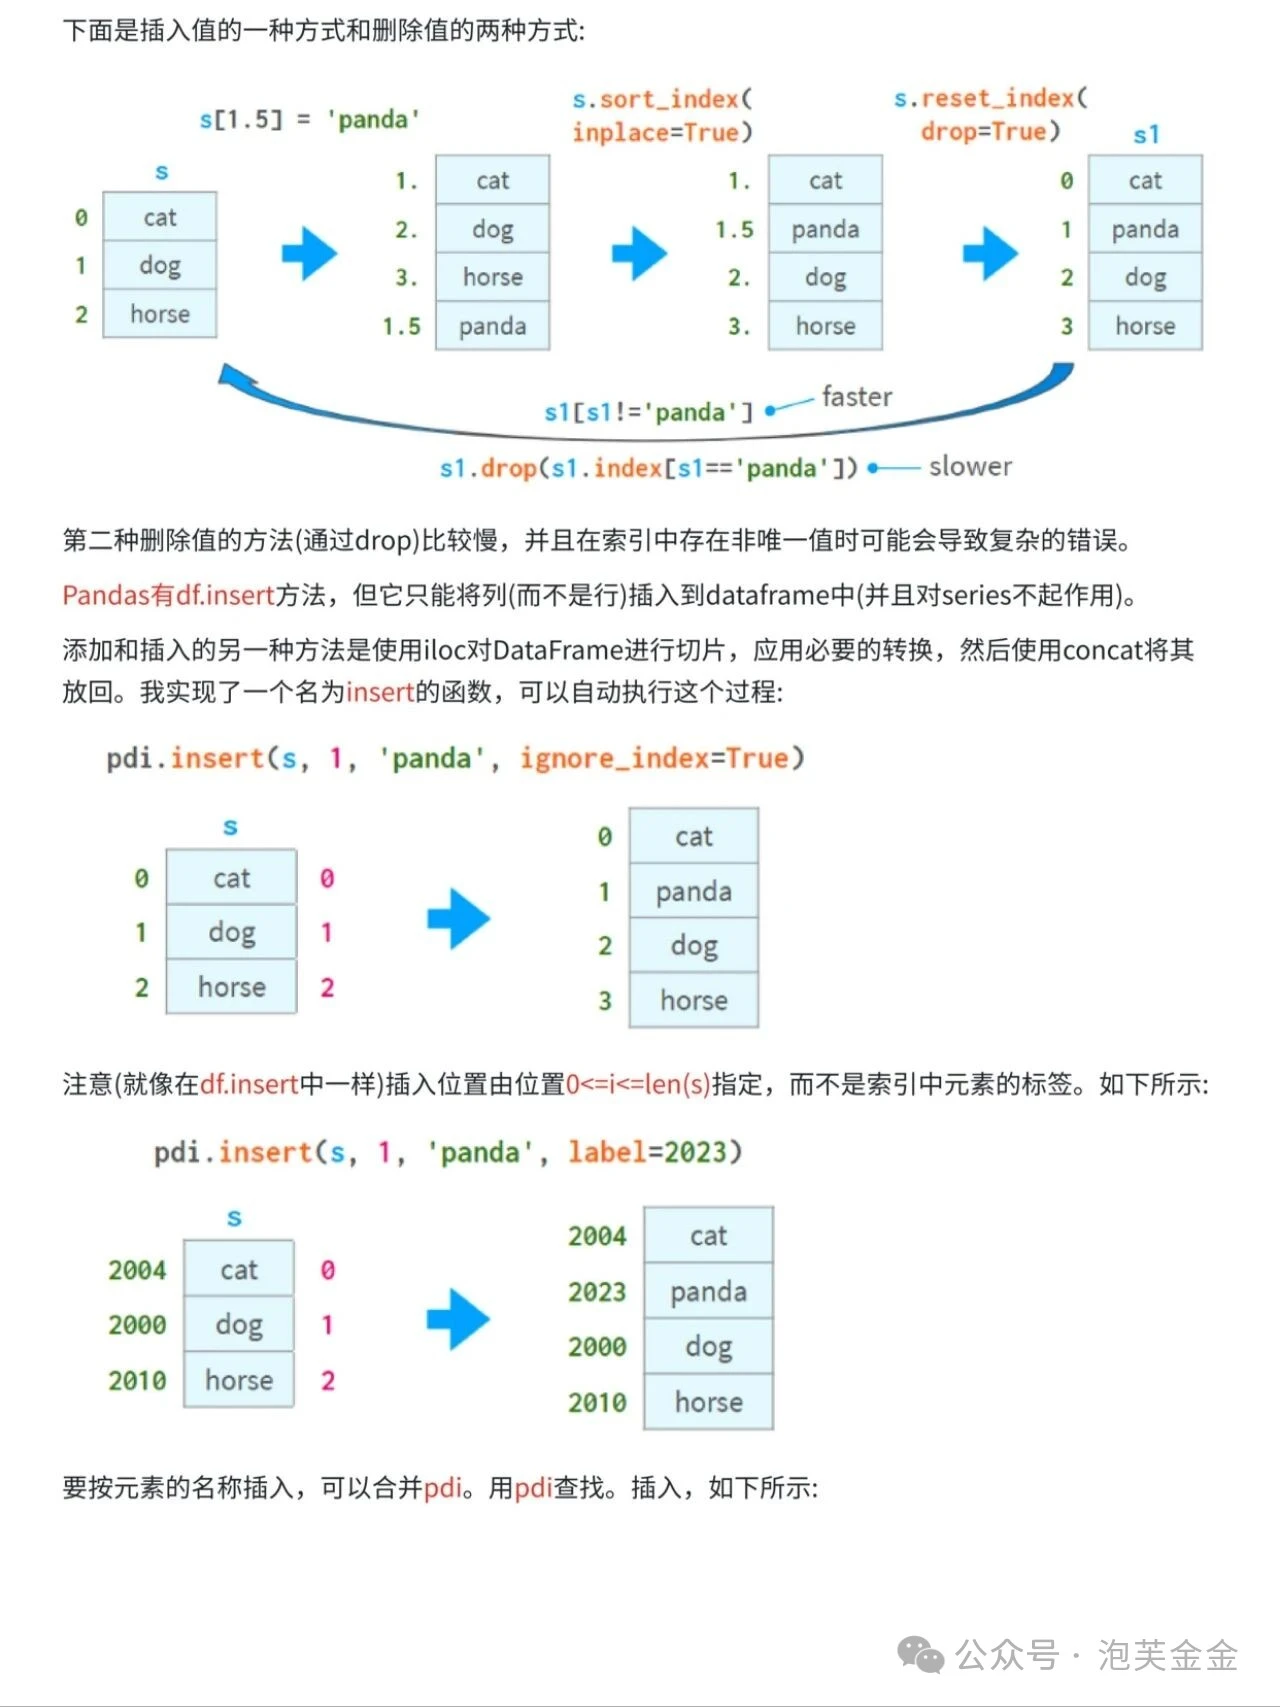 下面是插入值的一种方式和删除值的两种方式:
s[1.5] = 'panda'
s.sort_index(
inplace=True)
s.reset_index(
drop=True)
s
0 cat
1 dog
2 horse
1. cat
2. dog
3. horse
1.5 panda
1. cat
1.5 panda
2. dog
3. horse
s1
0 cat
1 panda
2 dog
3 horse
s1[s1!='panda'] faster
s1.drop(s1.index[s1=='panda']) slower
第二种删除值的方法(通过drop)比较慢，并且在索引中存在非唯一值时可能会导致复杂的错误。
Pandas有df.insert方法，但它只能将列(而不是行)插入到dataframe中(并且对series不起作用)。
添加和插入的另一种方法是使用iloc对DataFrame进行切片，应用必要的转换，然后使用concat将其
放回。我实现了一个名为insert的函数，可以自动执行这个过程:
pdi.insert(s, 1, 'panda', ignore_index=True)
s
0 cat 0
1 dog 1
2 horse 2
0 cat
1 panda
2 dog
3 horse
注意(就像在df.insert中一样)插入位置由位置0<=i<=len(s)指定，而不是索引中元素的标签。如下所示:
pdi.insert(s, 1, 'panda', label=2023)
s
2004 cat 0
2000 dog 1
2010 horse 2
2004 cat
2023 panda
2000 dog
2010 horse
要按元素的名称插入，可以合并pdi。用pdi查找。插入，如下所示:
公众号 · 泡芙金金